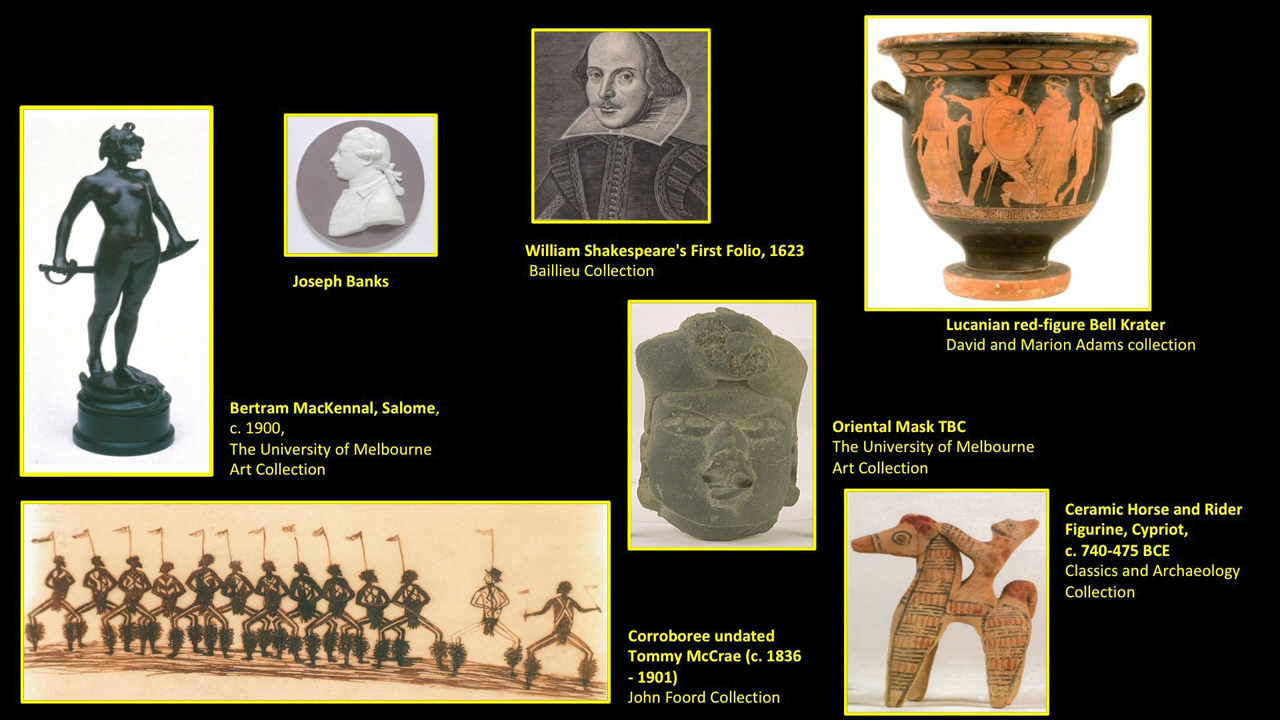 Joseph Banks
William Shakespeare's First Folio, 1623
Baillieu Collection
Lucanian red-figure Bell Krater
David and Marion Adams collection
Bertram MacKennal, Salome,
c. 1900,
The University of Melbourne
Art Collection
Oriental Mask TBC
The University of Melbourne
Art Collection
Ceramic Horse and Rider
Figurine, Cypriot,
c. 740-475 BCE
Classics and Archaeology
Collection
Corroboree undated
Tommy McCrae (c. 1836
- 1901)
John Foord Collection